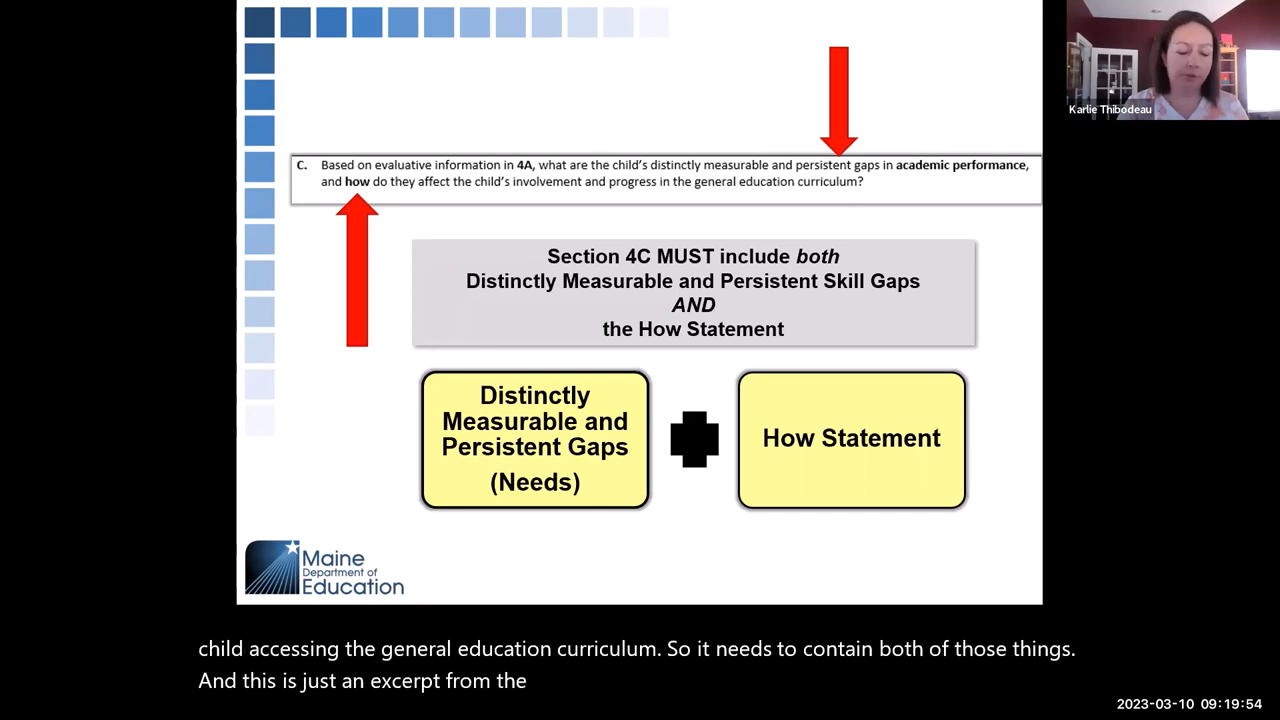 Karlie Thibodeau
C. Based on evaluative information in 4A, what are the child's distinctly measurable and persistent gaps in academic performance,
and how do they affect the child's involvement and progress in the general education curriculum?
Section 4C MUST include both
Distinctly Measurable and Persistent Skill Gaps
AND
the How Statement
Distinctly
Measurable and
Persistent Gaps
(Needs)
How Statement
Maine
Department of
Education
child accessing the general education curriculum. So it needs to contain both of those things.
And this is just an excerpt from the
2023-03-10 09:19:54